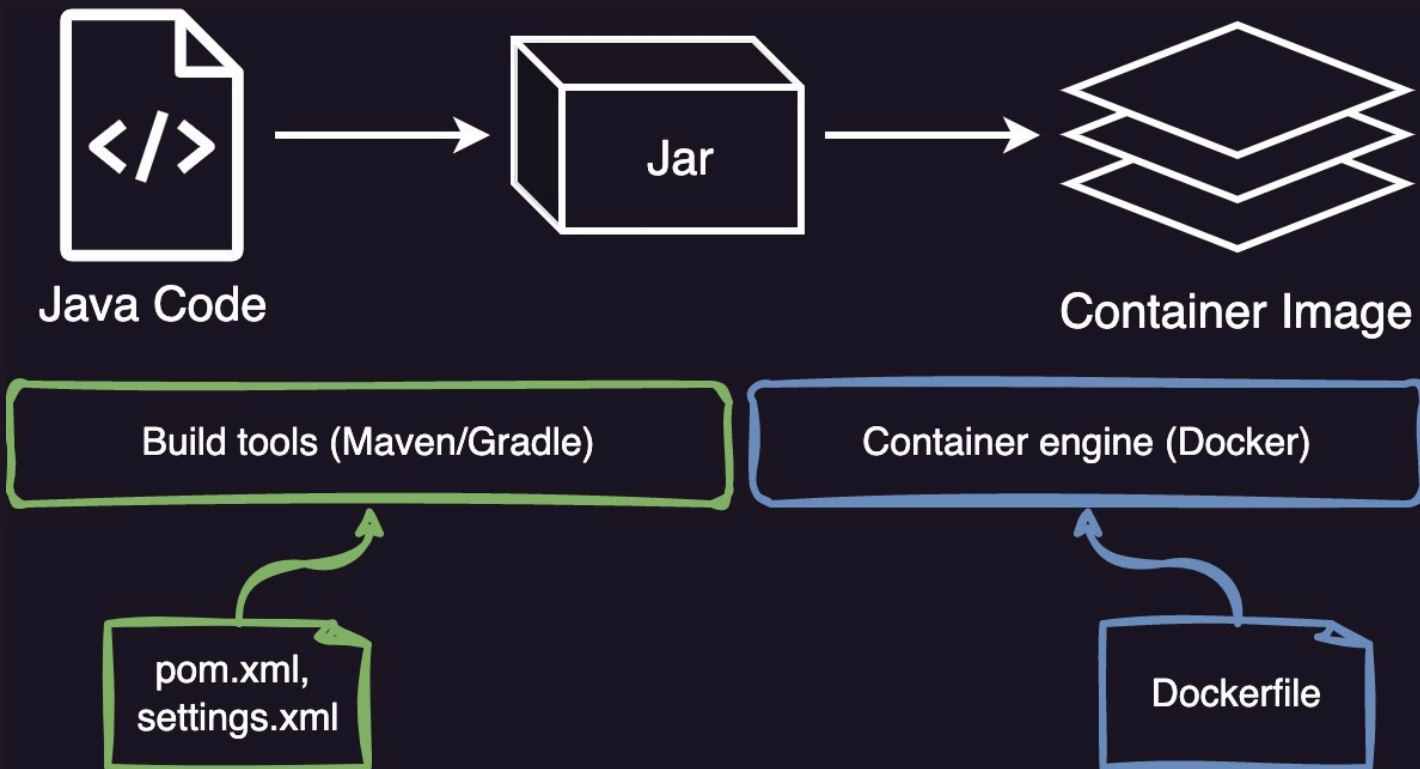 </>
Jar
Java Code
Container Image
Build tools (Maven/Gradle)
Container engine (Docker)
pom.xml,
settings.xml
Dockerfile